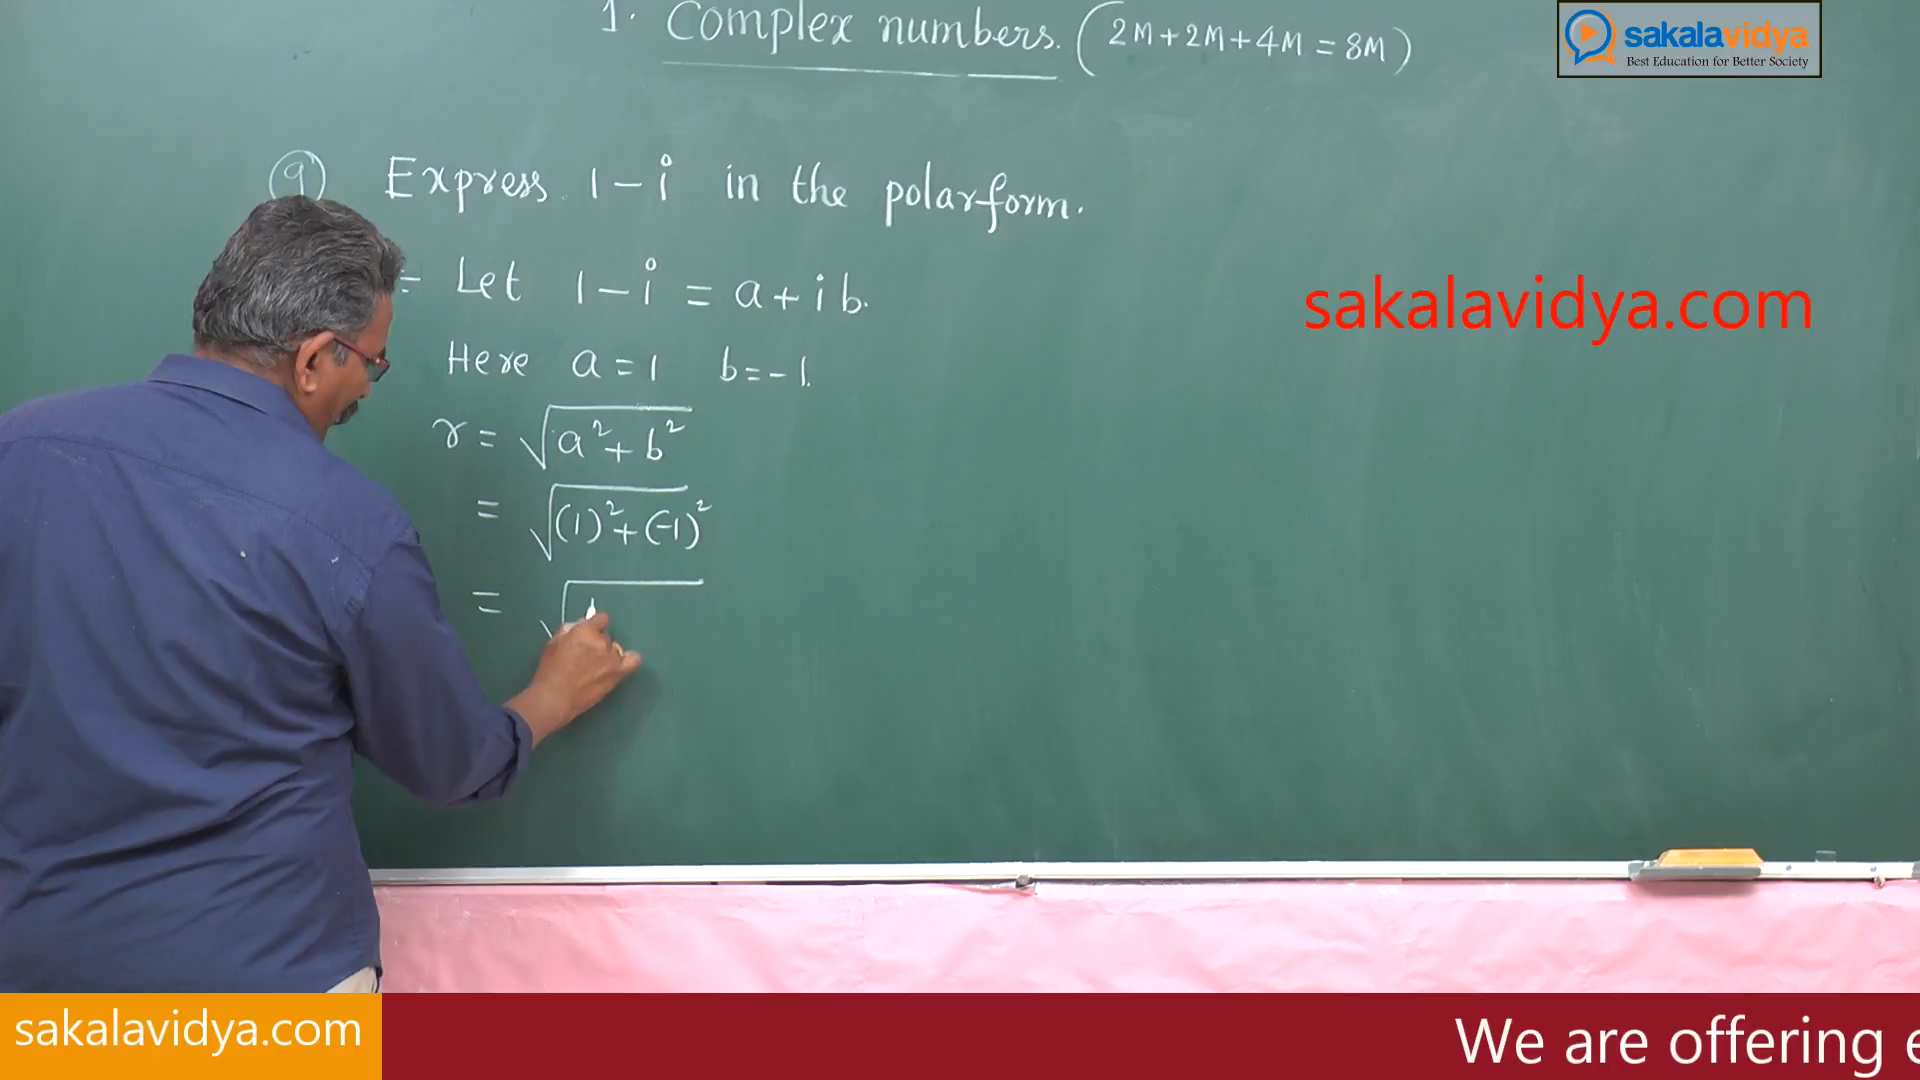 1. Complex numbers. (2M+2M+4M = 8M)
sakalavidya
Best Education for Better Society
9 Express 1-i in the polar form.
= Let 1-i = a+ib.
sakalavidya.com
Here a=1 b=-1.
r = √a²+b²
= √(1)²+(-1)²
= √1
sakalavidya.com
We are offering e